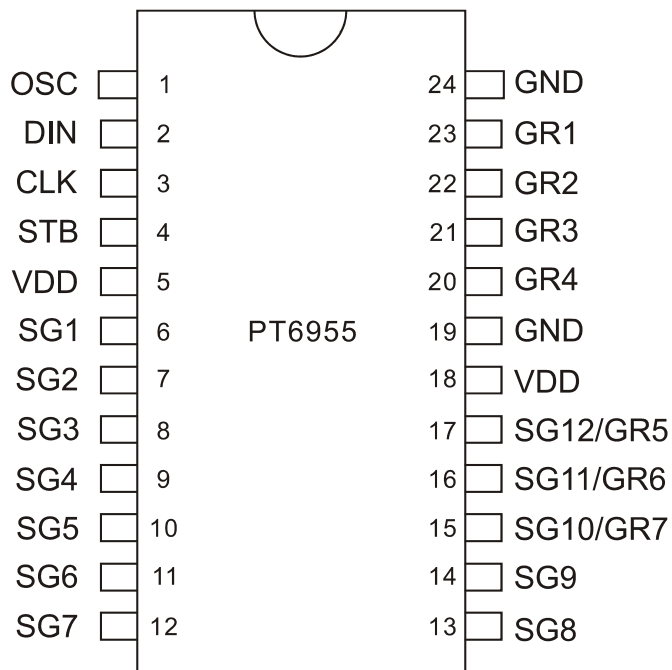 OSC 1 24 GND
DIN 2 23 GR1
CLK 3 22 GR2
STB 4 21 GR3
VDD 5 20 GR4
SG1 6 PT6955 19 GND
SG2 7 18 VDD
SG3 8 17 SG12/GR5
SG4 9 16 SG11/GR6
SG5 10 15 SG10/GR7
SG6 11 14 SG9
SG7 12 13 SG8